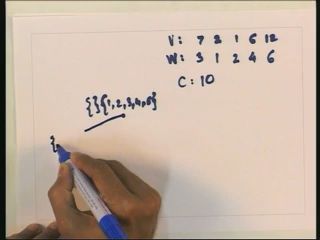 V: 7 2 1 6 12
W: 3 1 2 4 6
C: 10
{}{1,2,3,4,5}
{